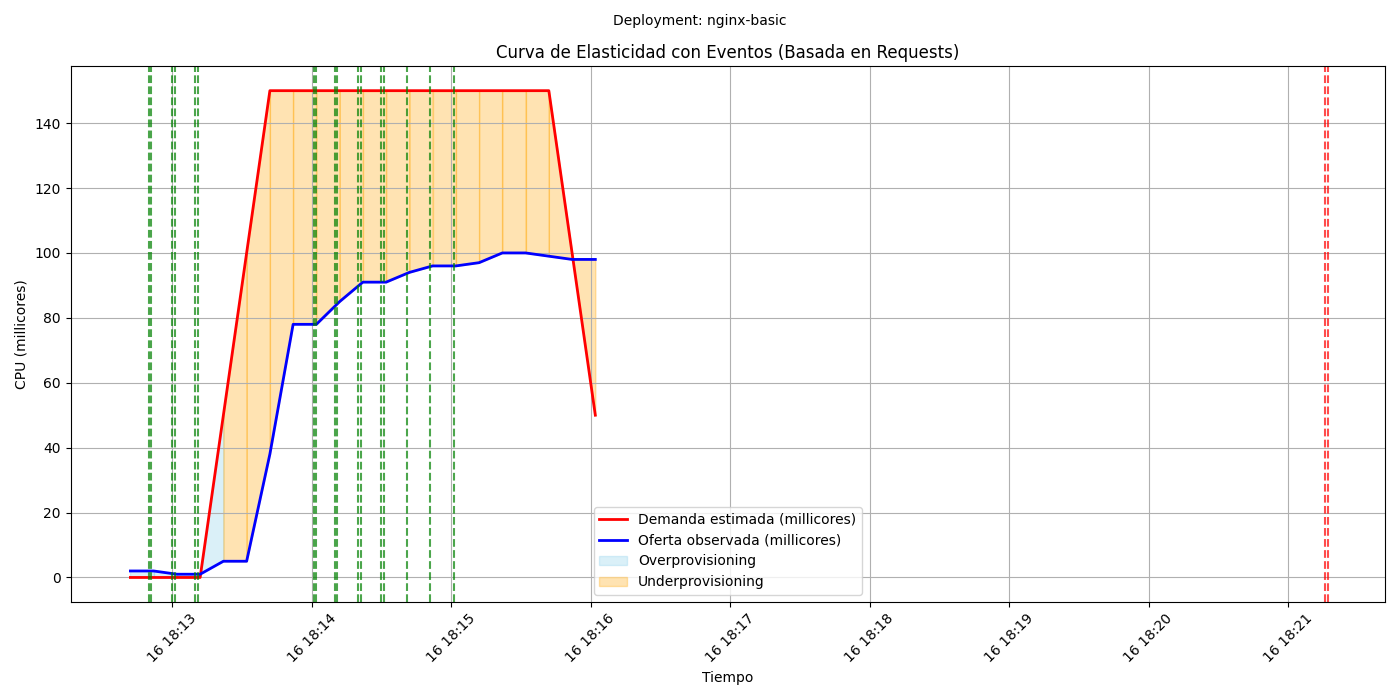 Deployment: nginx-basic
Curva de Elasticidad con Eventos (Basada en Requests)
CPU (millicores)
140
120
100
80
60
40
20
0
Demanda estimada (millicores)
Oferta observada (millicores)
Overprovisioning
Underprovisioning
16 18:13
16 18:14
16 18:15
16 18:16
16 18:17
16 18:18
16 18:19
16 18:20
16 18:21
Tiempo